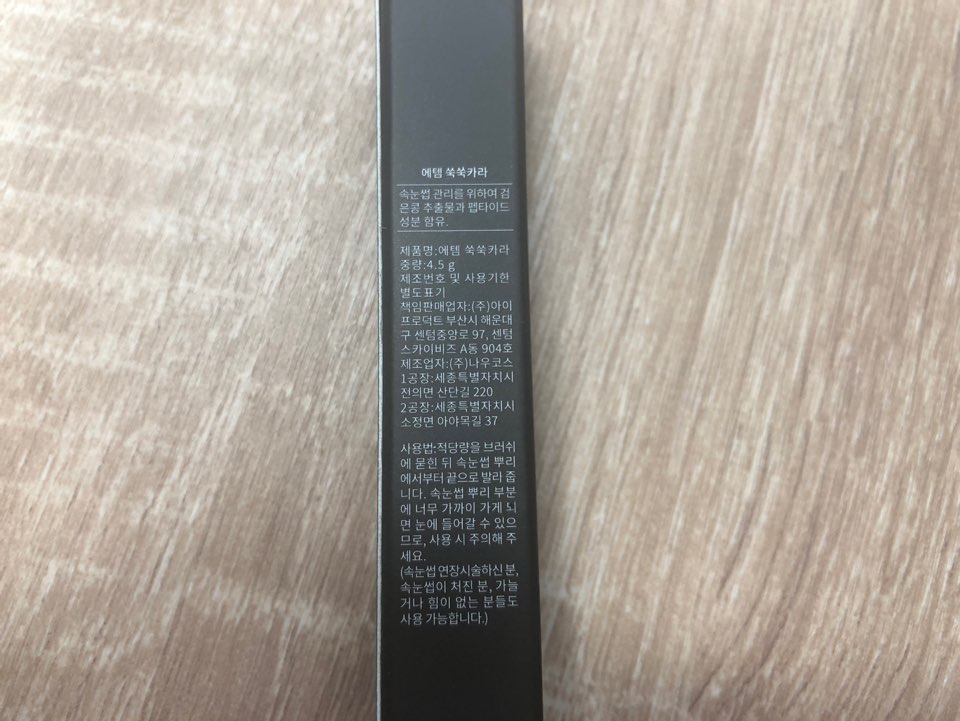 에템 쑥쑥카라
속눈썹 관리를 위하여 검
은콩 추출물과 펩타이드
성분 함유.
제품명:에템 쑥쑥카라
중량:4.5 g
제조번호 및 사용기한
별도표기
책임판매업자:(주)아이
프로덕트 부산시 해운대
구 센텀중앙로 97, 센텀
스카이비즈 A동 904호
제조업자:(주)나우코스
1공장:세종특별자치시
전의면 산단길 220
2공장:세종특별자치시
소정면 아야목길 37
사용법:적당량을 브러쉬
에 묻힌 뒤 속눈썹 뿌리
에서부터 끝으로 발라 줍
니다. 속눈썹 뿌리 부분
에 너무 가까이 가게 되
면 눈에 들어갈 수 있으
므로, 사용 시 주의해 주
세요.
(속눈썹 연장시술하신 분,
속눈썹이 처진 분, 가늘
거나 힘이 없는 분들도
사용 가능합니다.)